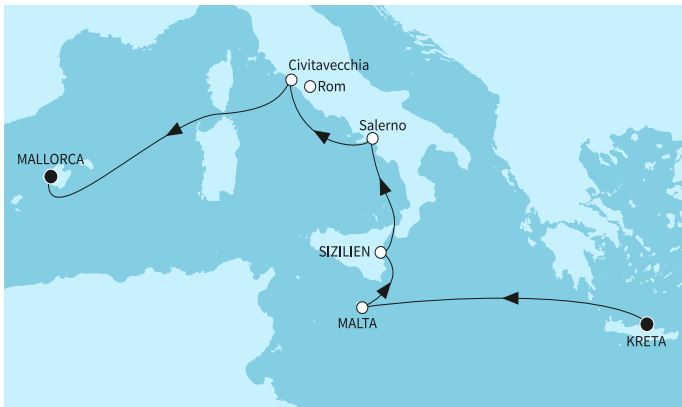 Civitavecchia
Rom
Salerno
MALLORCA
SIZILIEN
MALTA
KRETA